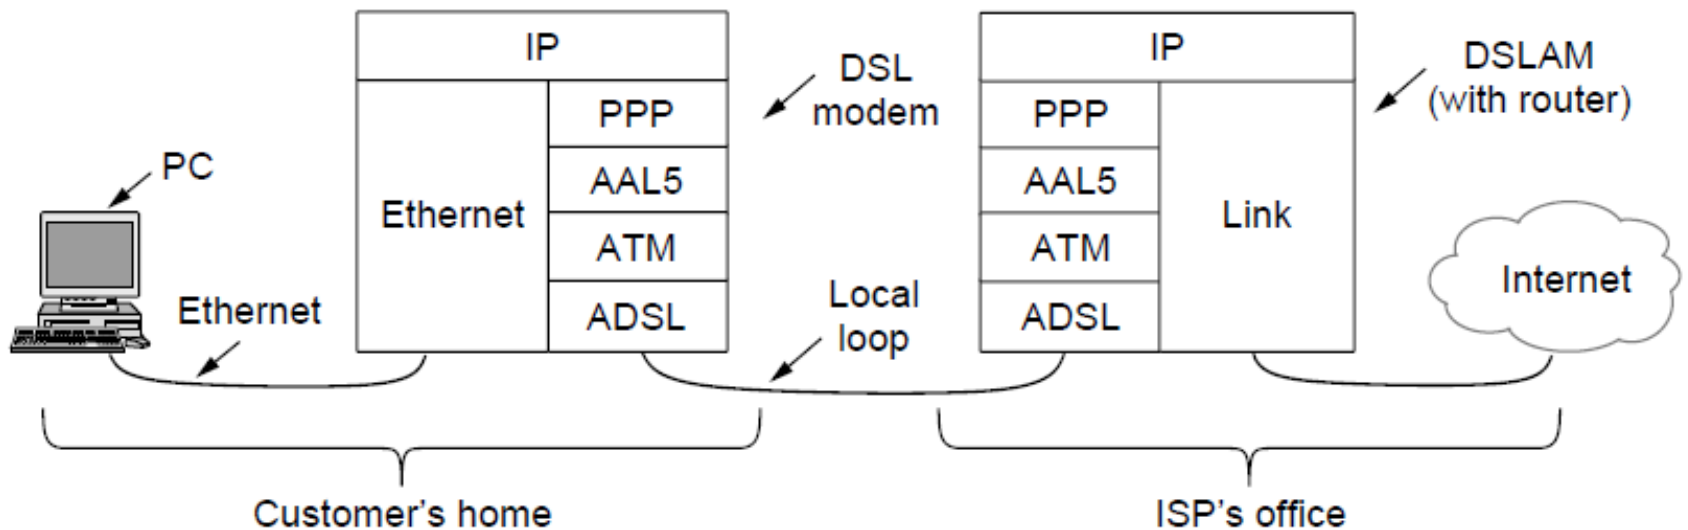 PC
Ethernet
IP
Ethernet
PPP
AAL5
ATM
ADSL
DSL
modem
Local
loop
IP
PPP
AAL5
ATM
ADSL
Link
DSLAM
(with router)
Internet
Customer’s home
ISP’s office